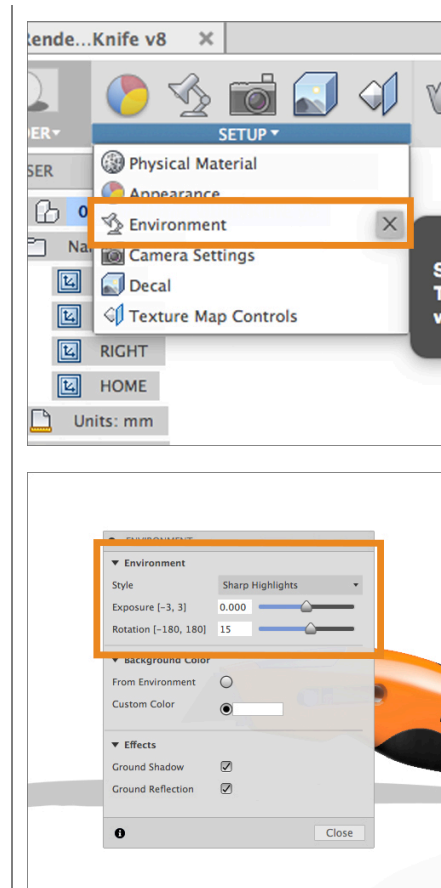 Rende...Knife v8
DER
SETUP
SER
Physical Material
Appearance
Environment
Camera Settings
Decal
Texture Map Controls
RIGHT
HOME
Units: mm
ENVIRONMENT
Environment
Style
Sharp Highlights
Exposure [-3, 3]
0.000
Rotation [-180, 180]
15
Background Color
From Environment
Custom Color
Effects
Ground Shadow
Ground Reflection
Close